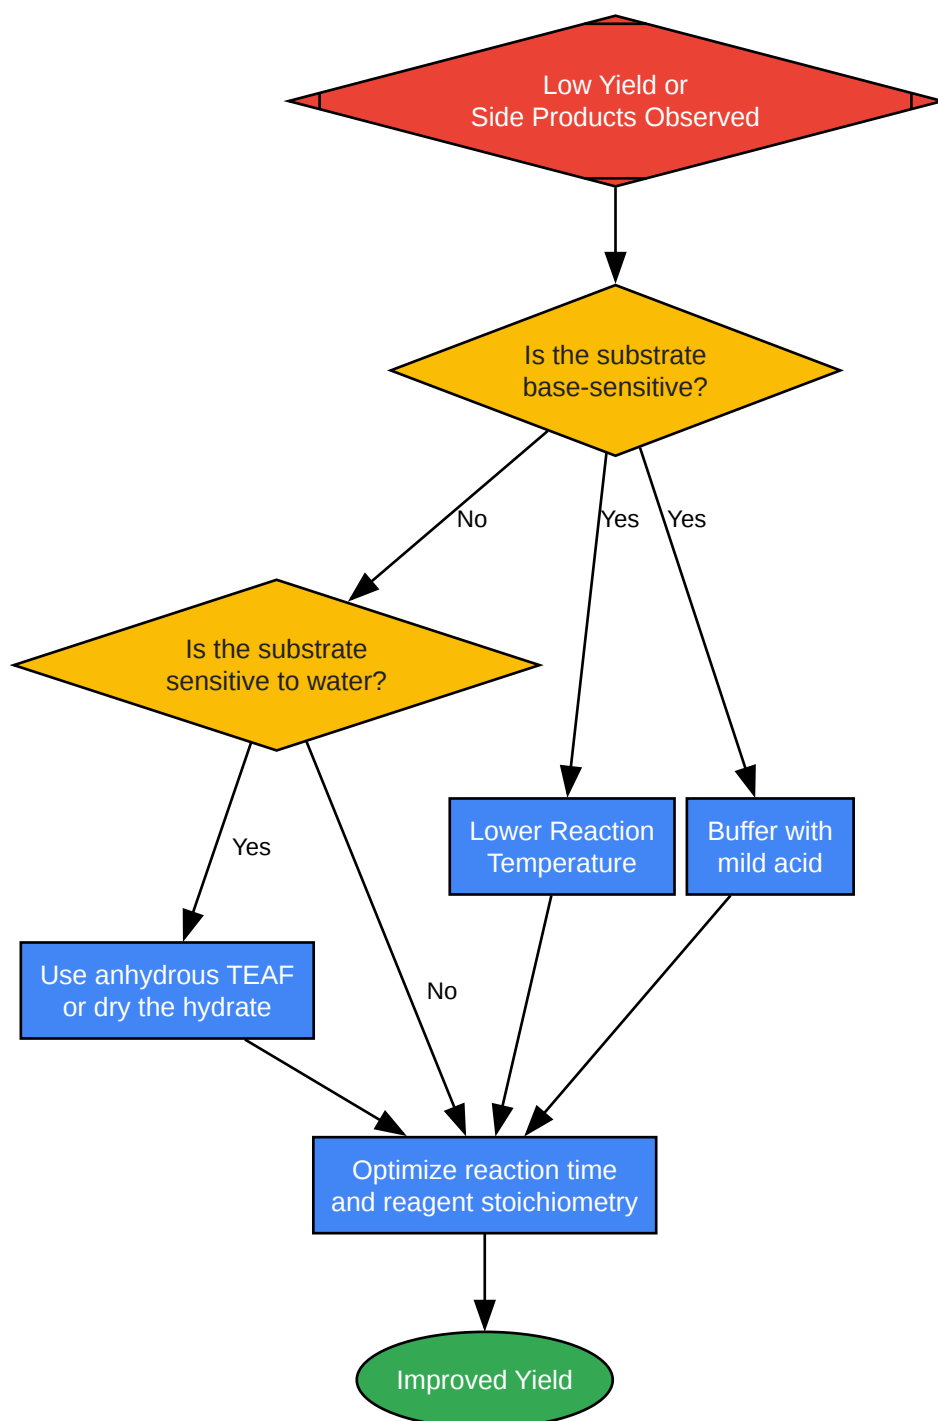 Low Yield or
Side Products Observed
Is the substrate
base-sensitive?
No
Yes
Yes
Is the substrate
sensitive to water?
Lower Reaction
Temperature
Buffer with
mild acid
Yes
Use anhydrous TEAF
or dry the hydrate
No
Optimize reaction time
and reagent stoichiometry
Improved Yield